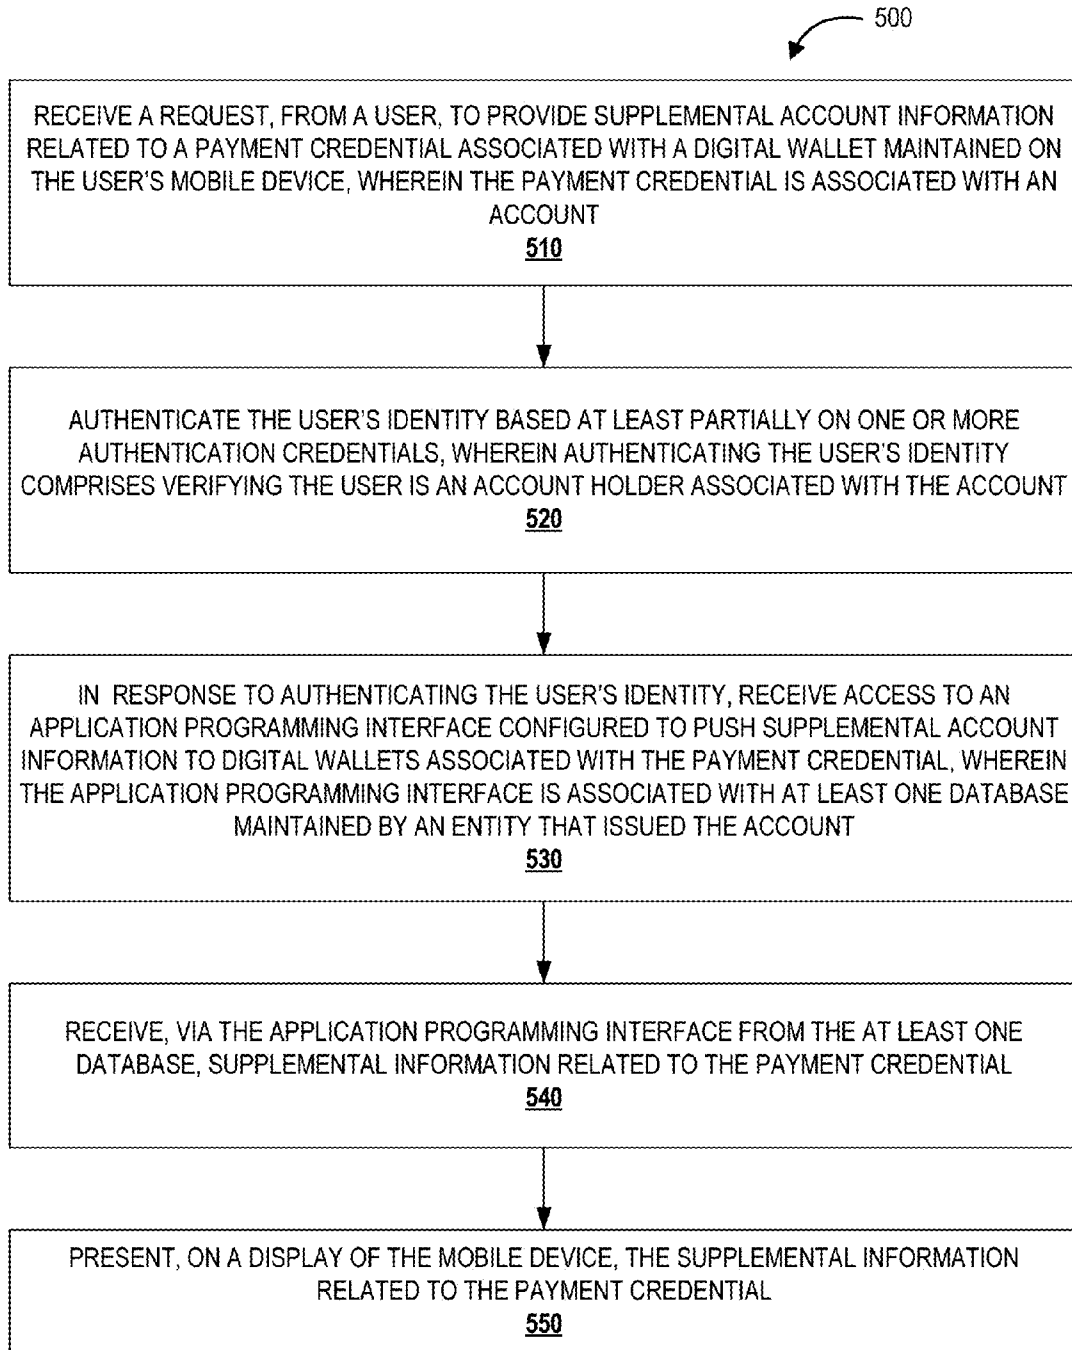 500
RECEIVE A REQUEST, FROM A USER, TO PROVIDE SUPPLEMENTAL ACCOUNT INFORMATION
RELATED TO A PAYMENT CREDENTIAL ASSOCIATED WITH A DIGITAL WALLET MAINTAINED ON
THE USER'S MOBILE DEVICE, WHEREIN THE PAYMENT CREDENTIAL IS ASSOCIATED WITH AN
ACCOUNT
510
AUTHENTICATE THE USER'S IDENTITY BASED AT LEAST PARTIALLY ON ONE OR MORE
AUTHENTICATION CREDENTIALS, WHEREIN AUTHENTICATING THE USER'S IDENTITY
COMPRISES VERIFYING THE USER IS AN ACCOUNT HOLDER ASSOCIATED WITH THE ACCOUNT
520
IN RESPONSE TO AUTHENTICATING THE USER'S IDENTITY, RECEIVE ACCESS TO AN
APPLICATION PROGRAMMING INTERFACE CONFIGURED TO PUSH SUPPLEMENTAL ACCOUNT
INFORMATION TO DIGITAL WALLETS ASSOCIATED WITH THE PAYMENT CREDENTIAL, WHEREIN
THE APPLICATION PROGRAMMING INTERFACE IS ASSOCIATED WITH AT LEAST ONE DATABASE
MAINTAINED BY AN ENTITY THAT ISSUED THE ACCOUNT
530
RECEIVE, VIA THE APPLICATION PROGRAMMING INTERFACE FROM THE AT LEAST ONE
DATABASE, SUPPLEMENTAL INFORMATION RELATED TO THE PAYMENT CREDENTIAL
540
PRESENT, ON A DISPLAY OF THE MOBILE DEVICE, THE SUPPLEMENTAL INFORMATION
RELATED TO THE PAYMENT CREDENTIAL
550